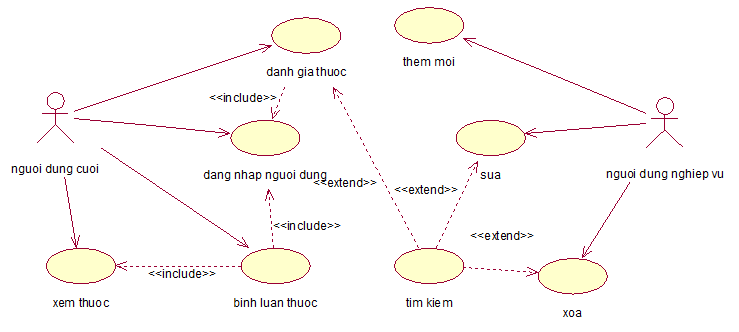 them moi
danh gia thuoc
<<include>>
nguoi dung cuoi
dang nhap nguoi dung
sua
nguoi dung nghiep vu
<<extend>>
<<extend>>
<<include>>
<<extend>>
<<include>>
xem thuoc
binh luan thuoc
tim kiem
xoa